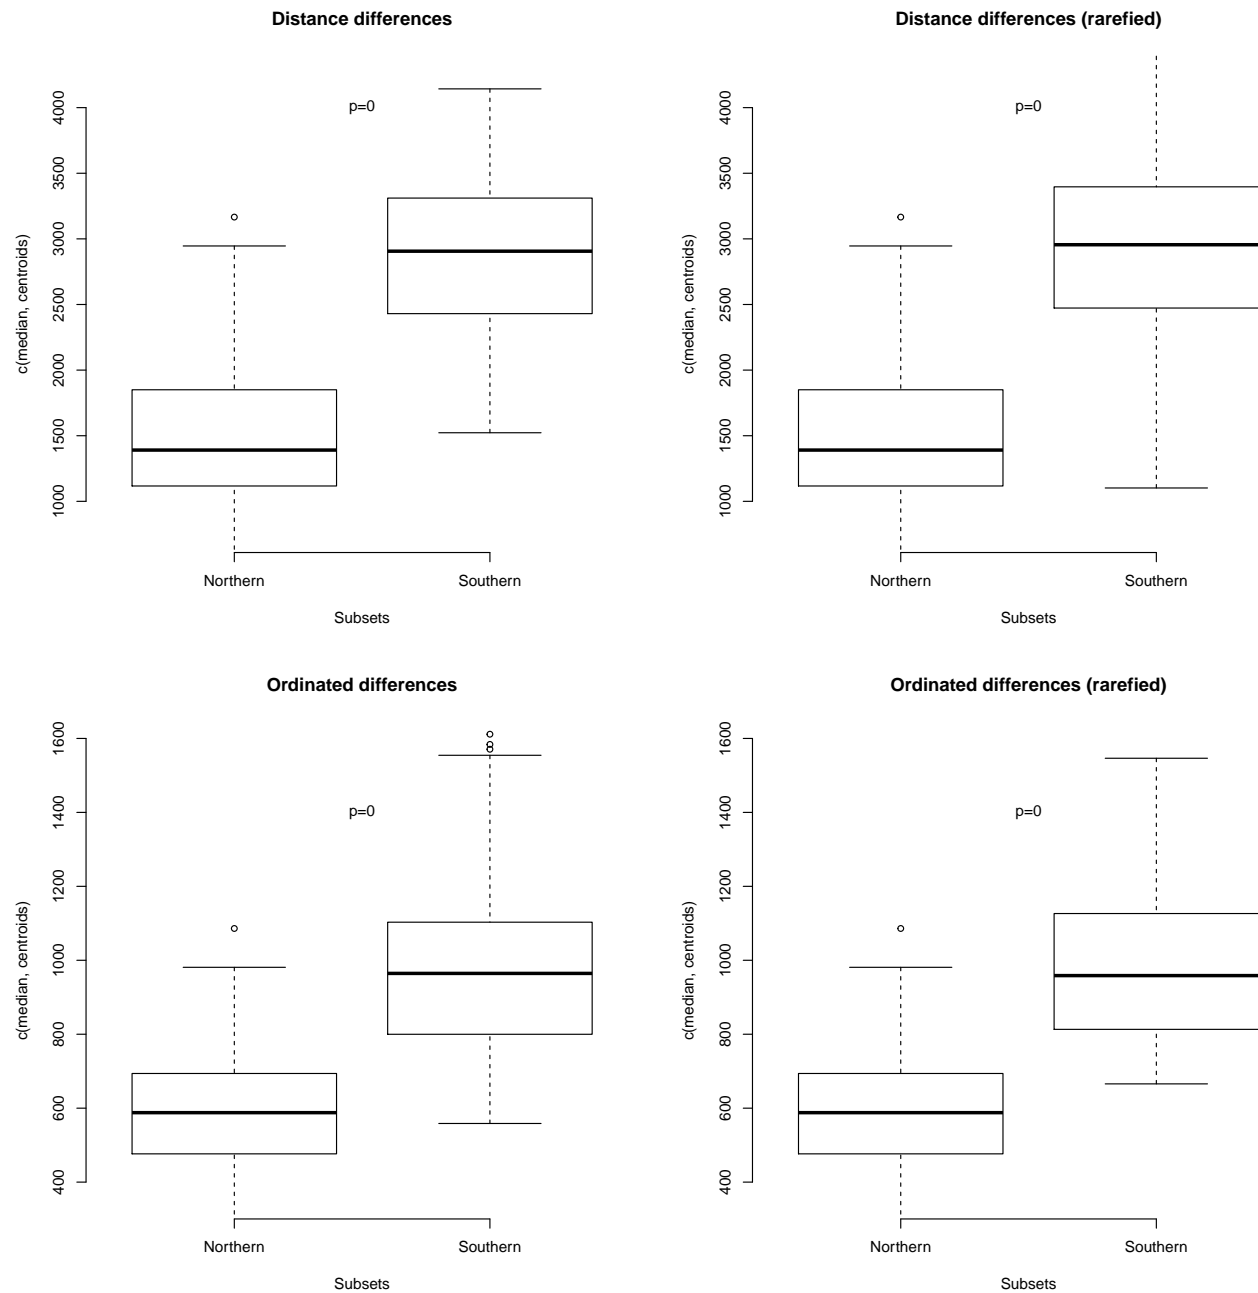 Distance differences
p=0
c(median, centroids)
1000 1500 2000 2500 3000 3500 4000
Northern Southern
Subsets
Distance differences (rarefied)
p=0
c(median, centroids)
1000 1500 2000 2500 3000 3500 4000
Northern Southern
Subsets
Ordinated differences
p=0
c(median, centroids)
400 600 800 1000 1200 1400 1600
Northern Southern
Subsets
Ordinated differences (rarefied)
p=0
c(median, centroids)
400 600 800 1000 1200 1400 1600
Northern Southern
Subsets